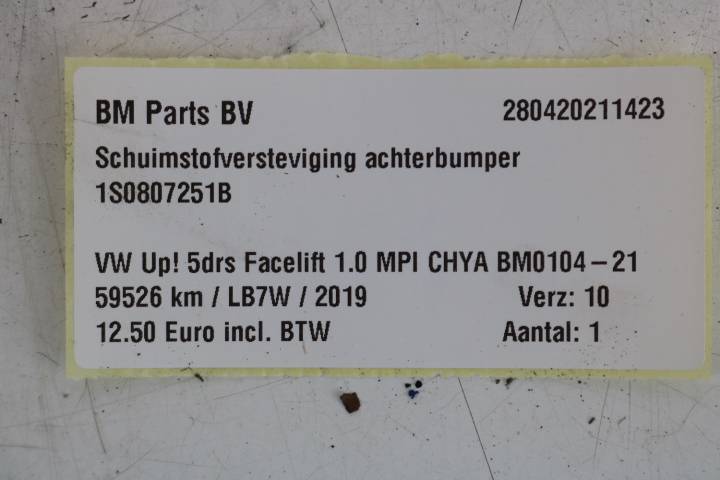 BM Parts BV 280420211423
Schuimstofversteviging achterbumper
1S0807251B
VW Up! 5drs Facelift 1.0 MPI CHYA BM0104-21
59526 km / LB7W / 2019 Verz: 10
12.50 Euro incl. BTW Aantal: 1